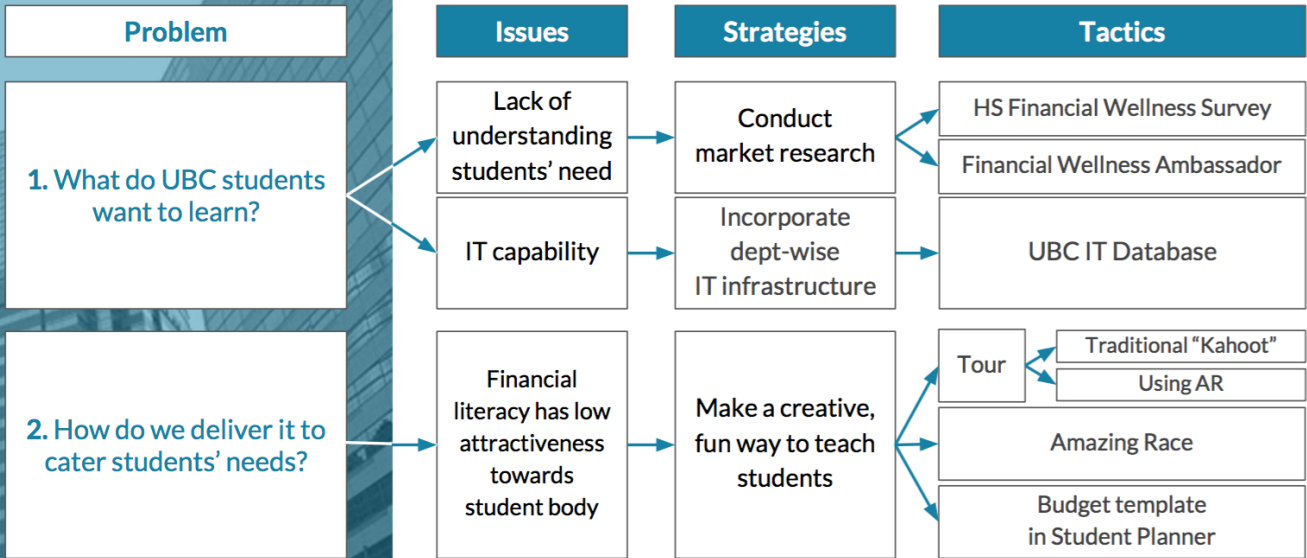 Problem
Issues
Strategies
Tactics
1. What do UBC students
want to learn?
Lack of
understanding
students’ need
Conduct
market research
HS Financial Wellness Survey
Financial Wellness Ambassador
IT capability
Incorporate
dept-wise
IT infrastructure
UBC IT Database
2. How do we deliver it to
cater students’ needs?
Financial
literacy has low
attractiveness
towards
student body
Make a creative,
fun way to teach
students
Tour
Traditional “Kahoot”
Using AR
Amazing Race
Budget template
in Student Planner